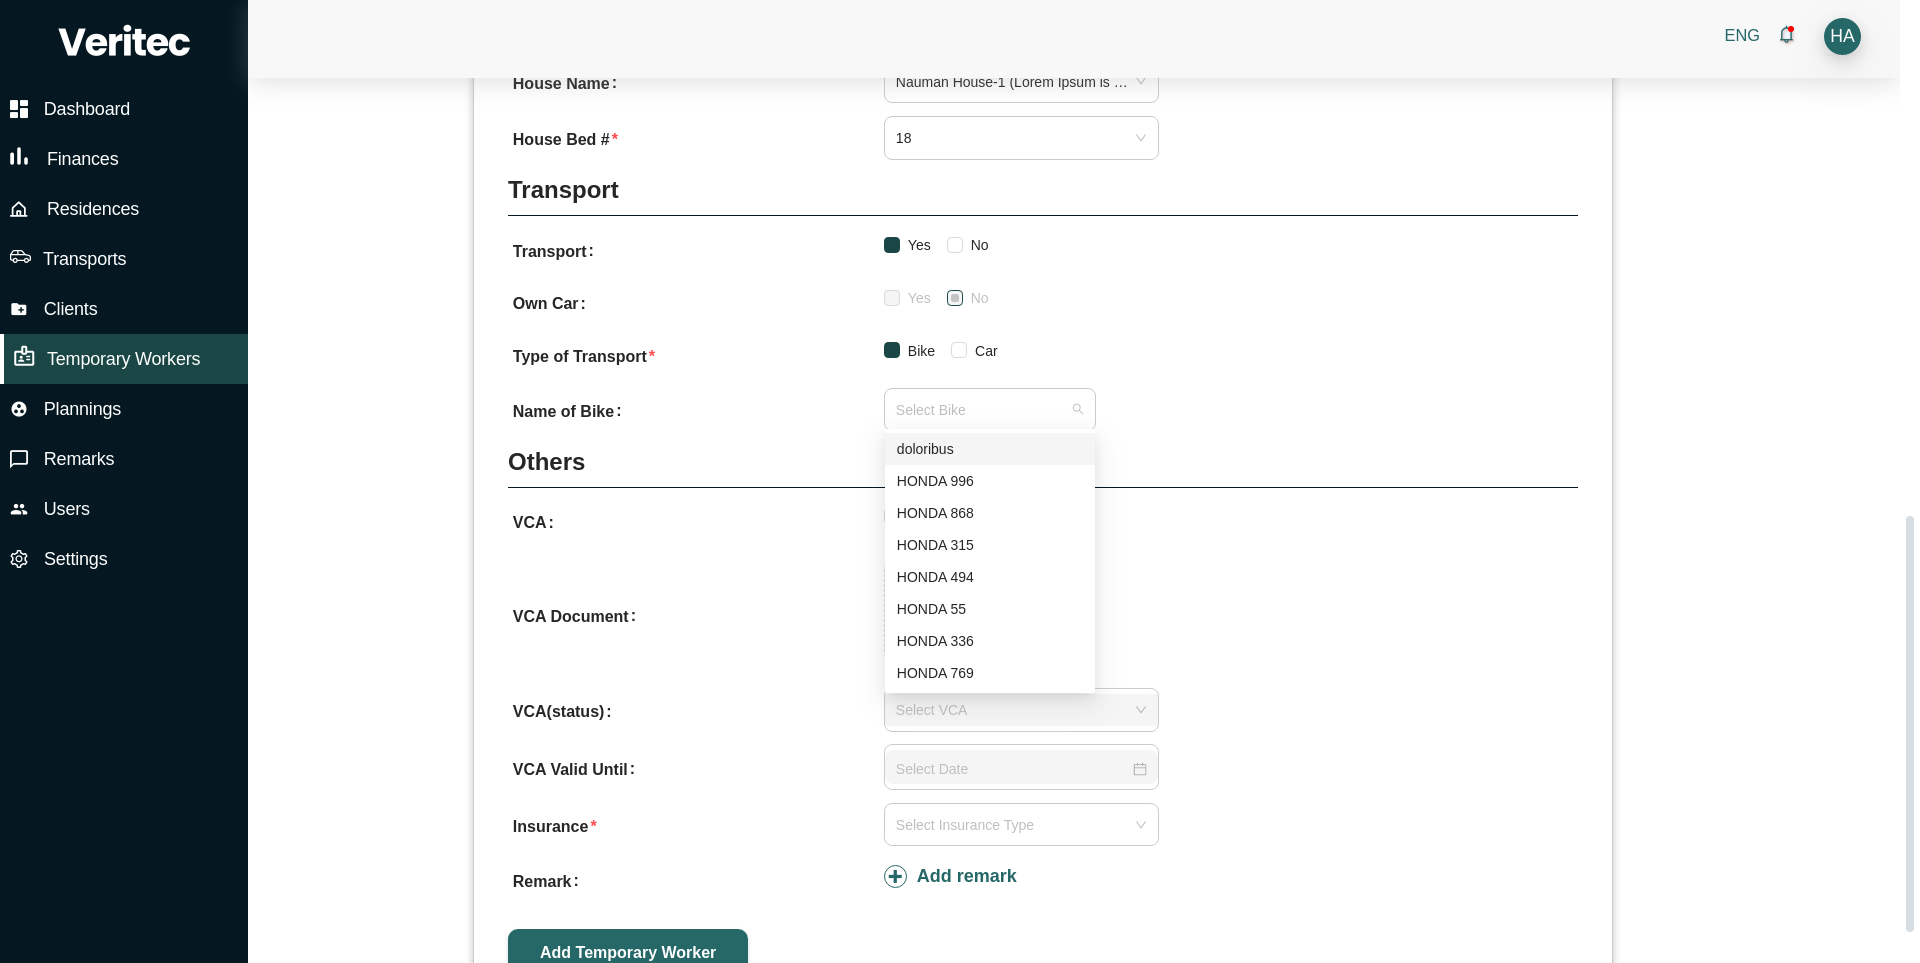 Veritec
ENG
HA
Dashboard
Finances
Residences
Transports
Clients
Temporary Workers
Plannings
Remarks
Users
Settings
House Name: Nauman House-1 (Lorem Ipsum is ...
House Bed #* 18
Transport
Transport: Yes No
Own Car: Yes No
Type of Transport* Bike Car
Name of Bike: Select Bike
doloribus
HONDA 996
HONDA 868
HONDA 315
HONDA 494
HONDA 55
HONDA 336
HONDA 769
Others
VCA:
VCA Document:
VCA(status): Select VCA
VCA Valid Until: Select Date
Insurance* Select Insurance Type
Remark: Add remark
Add Temporary Worker